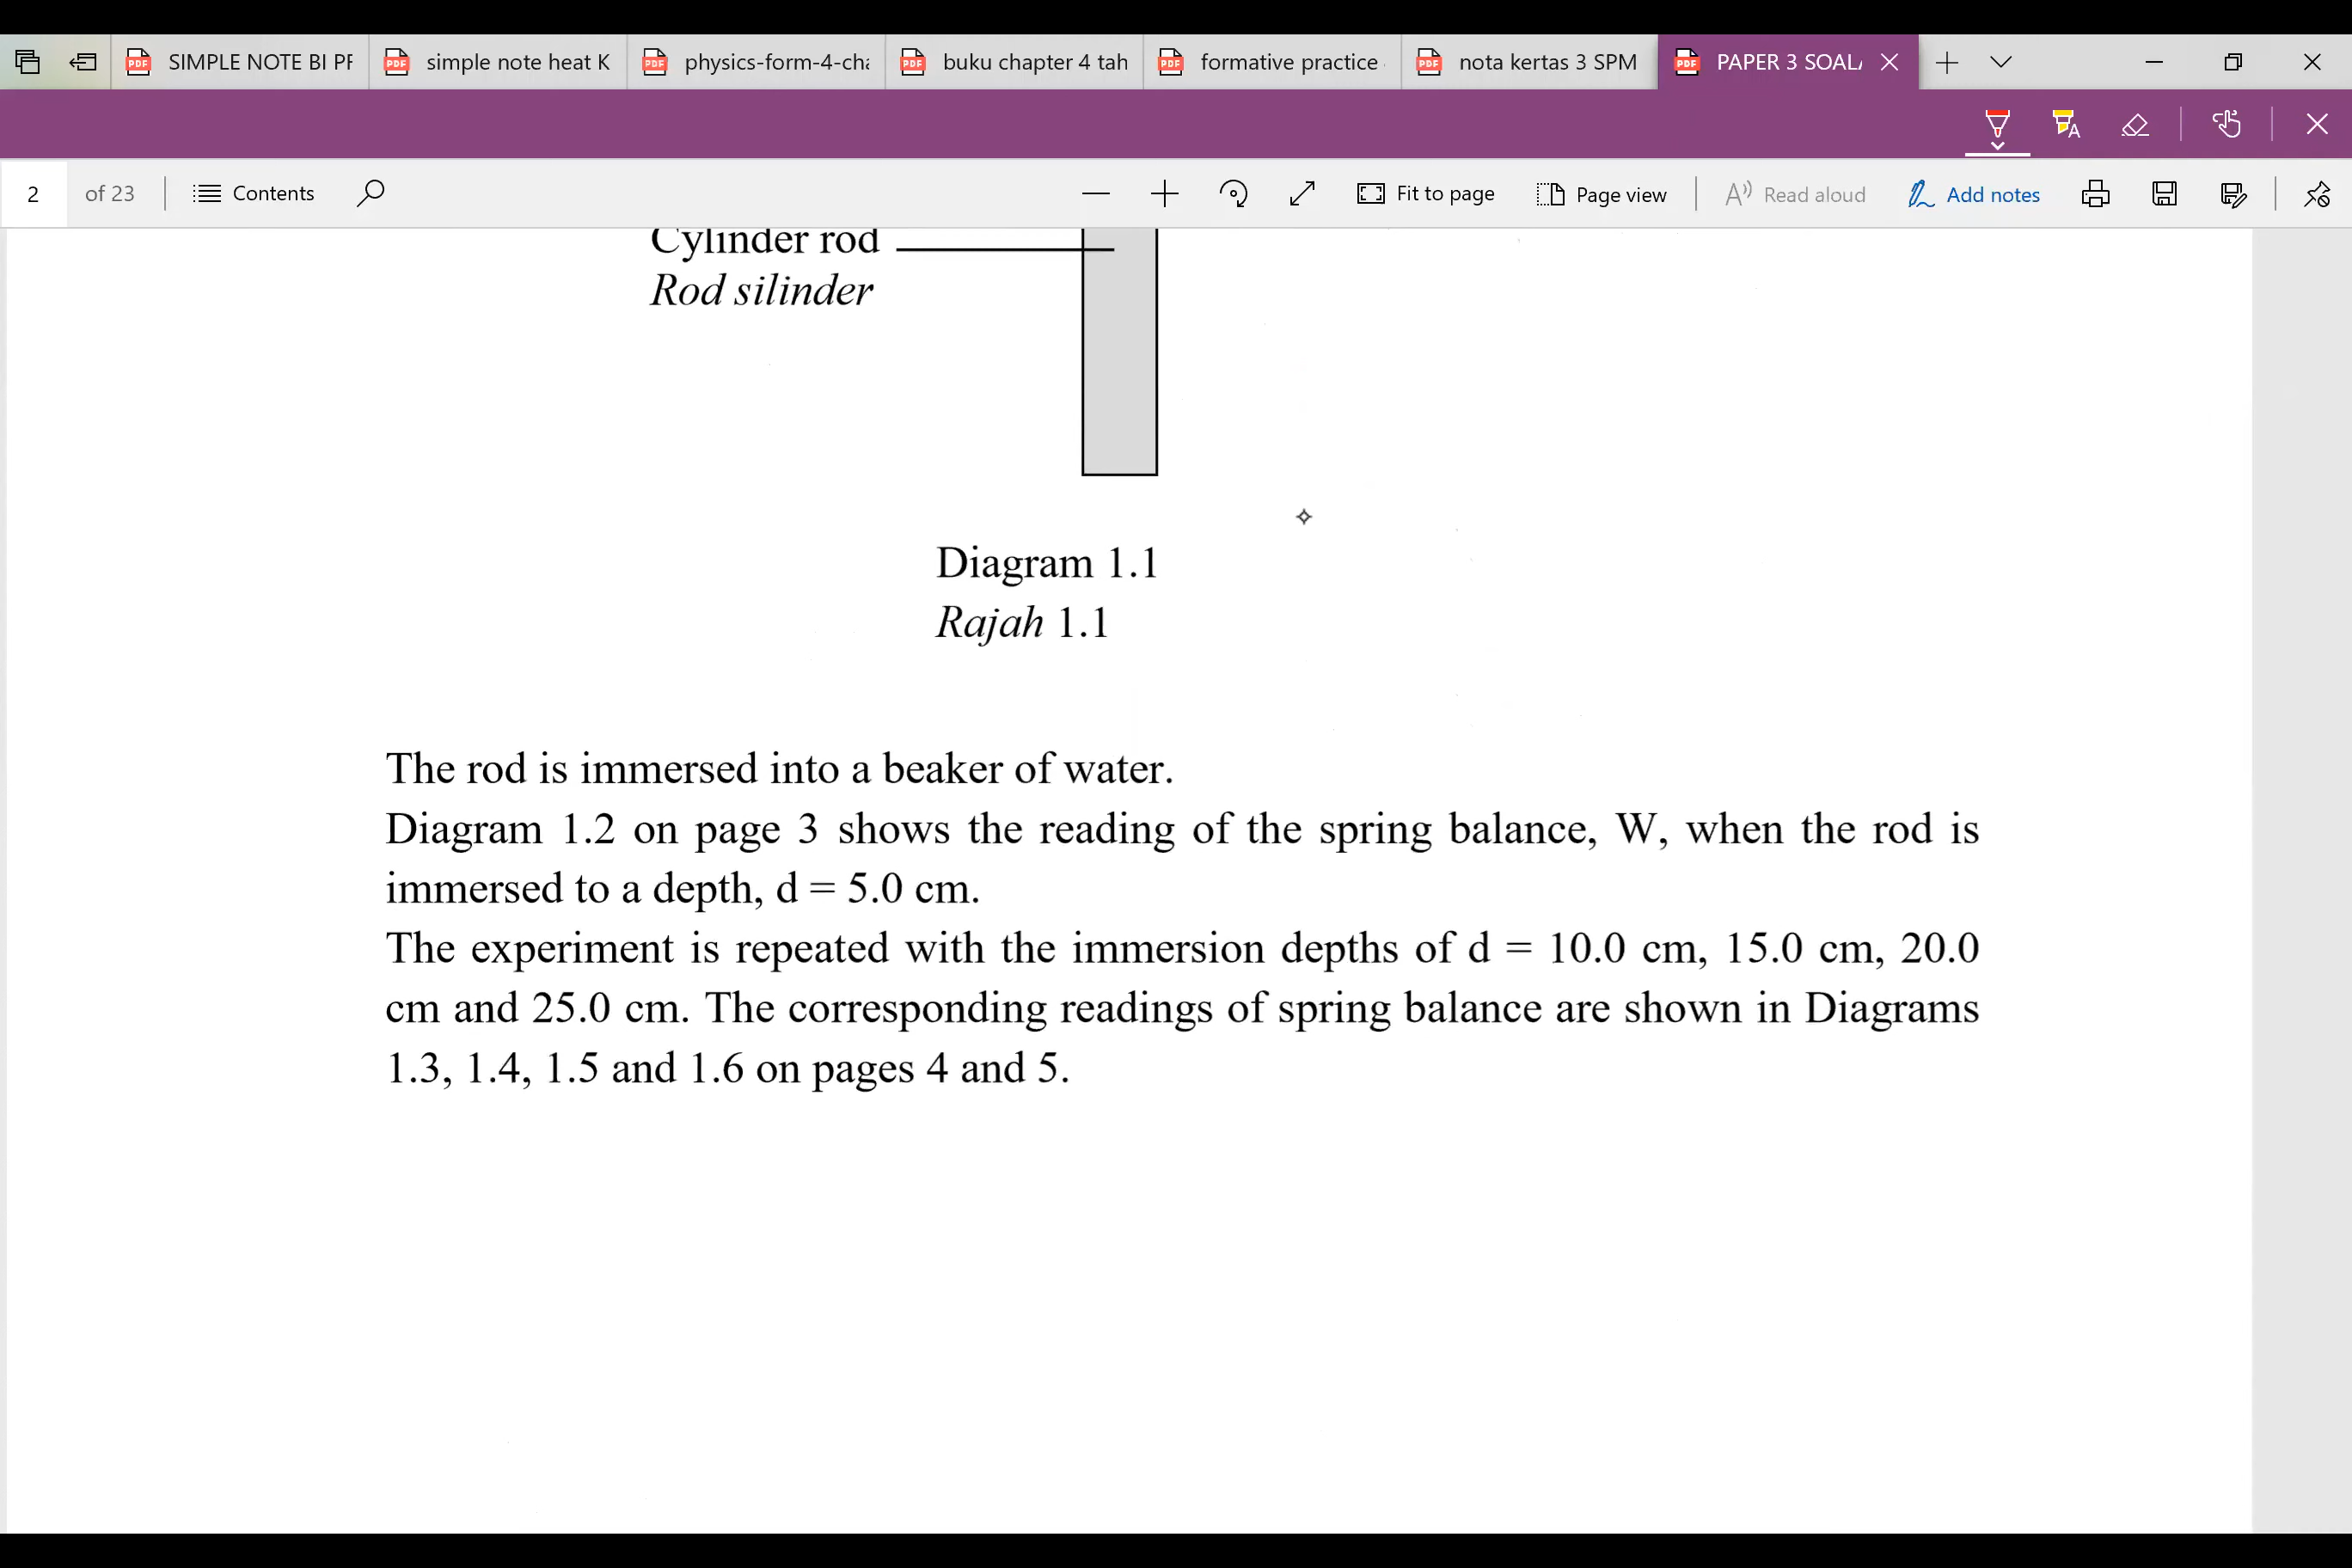 SIMPLE NOTE BI PF
simple note heat K
physics-form-4-cha
buku chapter 4 tah
formative practice
nota kertas 3 SPM
PAPER 3 SOAL
2 of 23 Contents Fit to page Page view Read aloud Add notes
Cylinder rod
Rod silinder
Diagram 1.1
Rajah 1.1
The rod is immersed into a beaker of water.
Diagram 1.2 on page 3 shows the reading of the spring balance, W, when the rod is
immersed to a depth, d = 5.0 cm.
The experiment is repeated with the immersion depths of d = 10.0 cm, 15.0 cm, 20.0
cm and 25.0 cm. The corresponding readings of spring balance are shown in Diagrams
1.3, 1.4, 1.5 and 1.6 on pages 4 and 5.